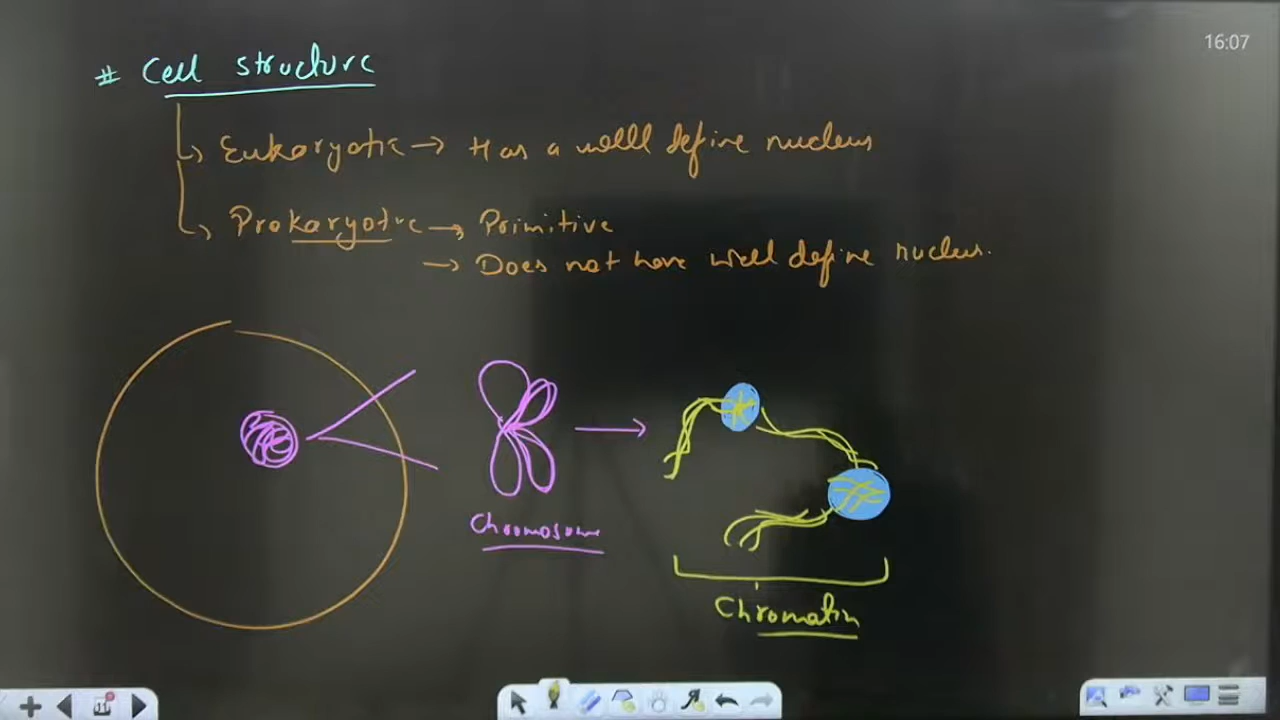 16:07
# Cell structure
↳ Eukaryotic → Has a welll define nucleus
↳ Prokaryotic → Primitive
→ Does not have well define nucleus.
Chromosome
Chromatin